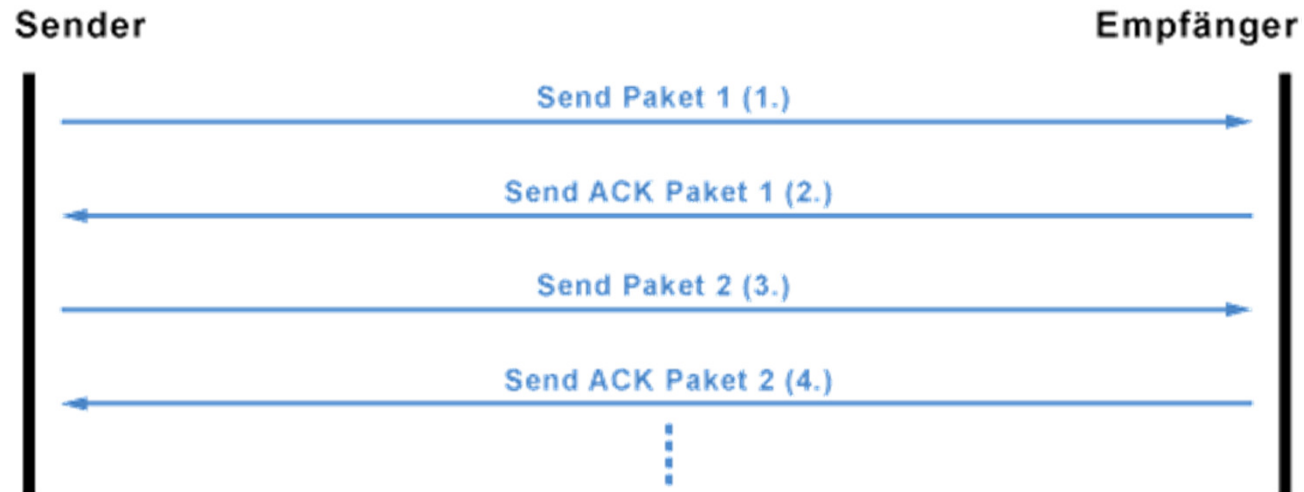 Sender
Empfänger
Send Paket 1 (1.)
Send ACK Paket 1 (2.)
Send Paket 2 (3.)
Send ACK Paket 2 (4.)